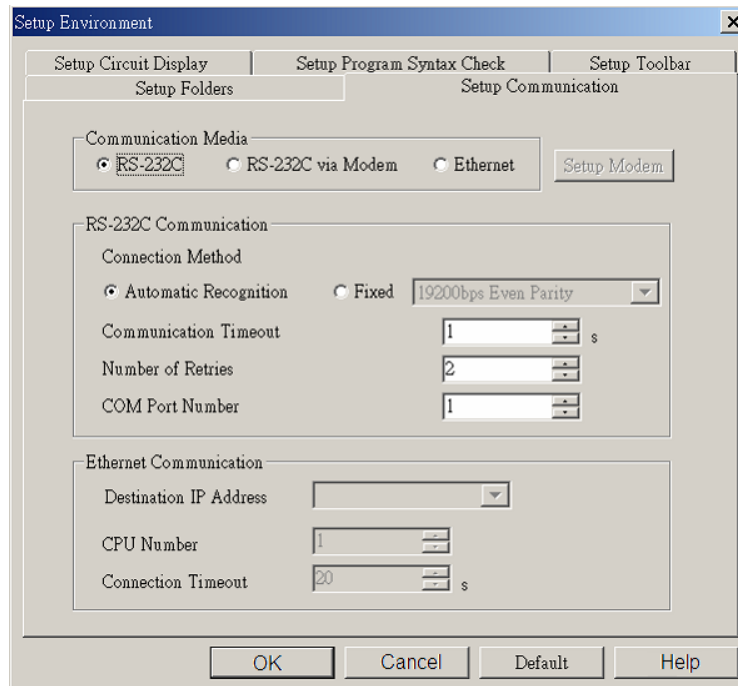 Setup Environment
Setup Circuit Display Setup Program Syntax Check Setup Toolbar
Setup Folders Setup Communication
Communication Media
RS-232C RS-232C via Modem Ethernet Setup Modem
RS-232C Communication
Connection Method
Automatic Recognition Fixed 19200bps Even Parity
Communication Timeout 1 s
Number of Retries 2
COM Port Number 1
Ethernet Communication
Destination IP Address
CPU Number 1
Connection Timeout 20 s
OK Cancel Default Help